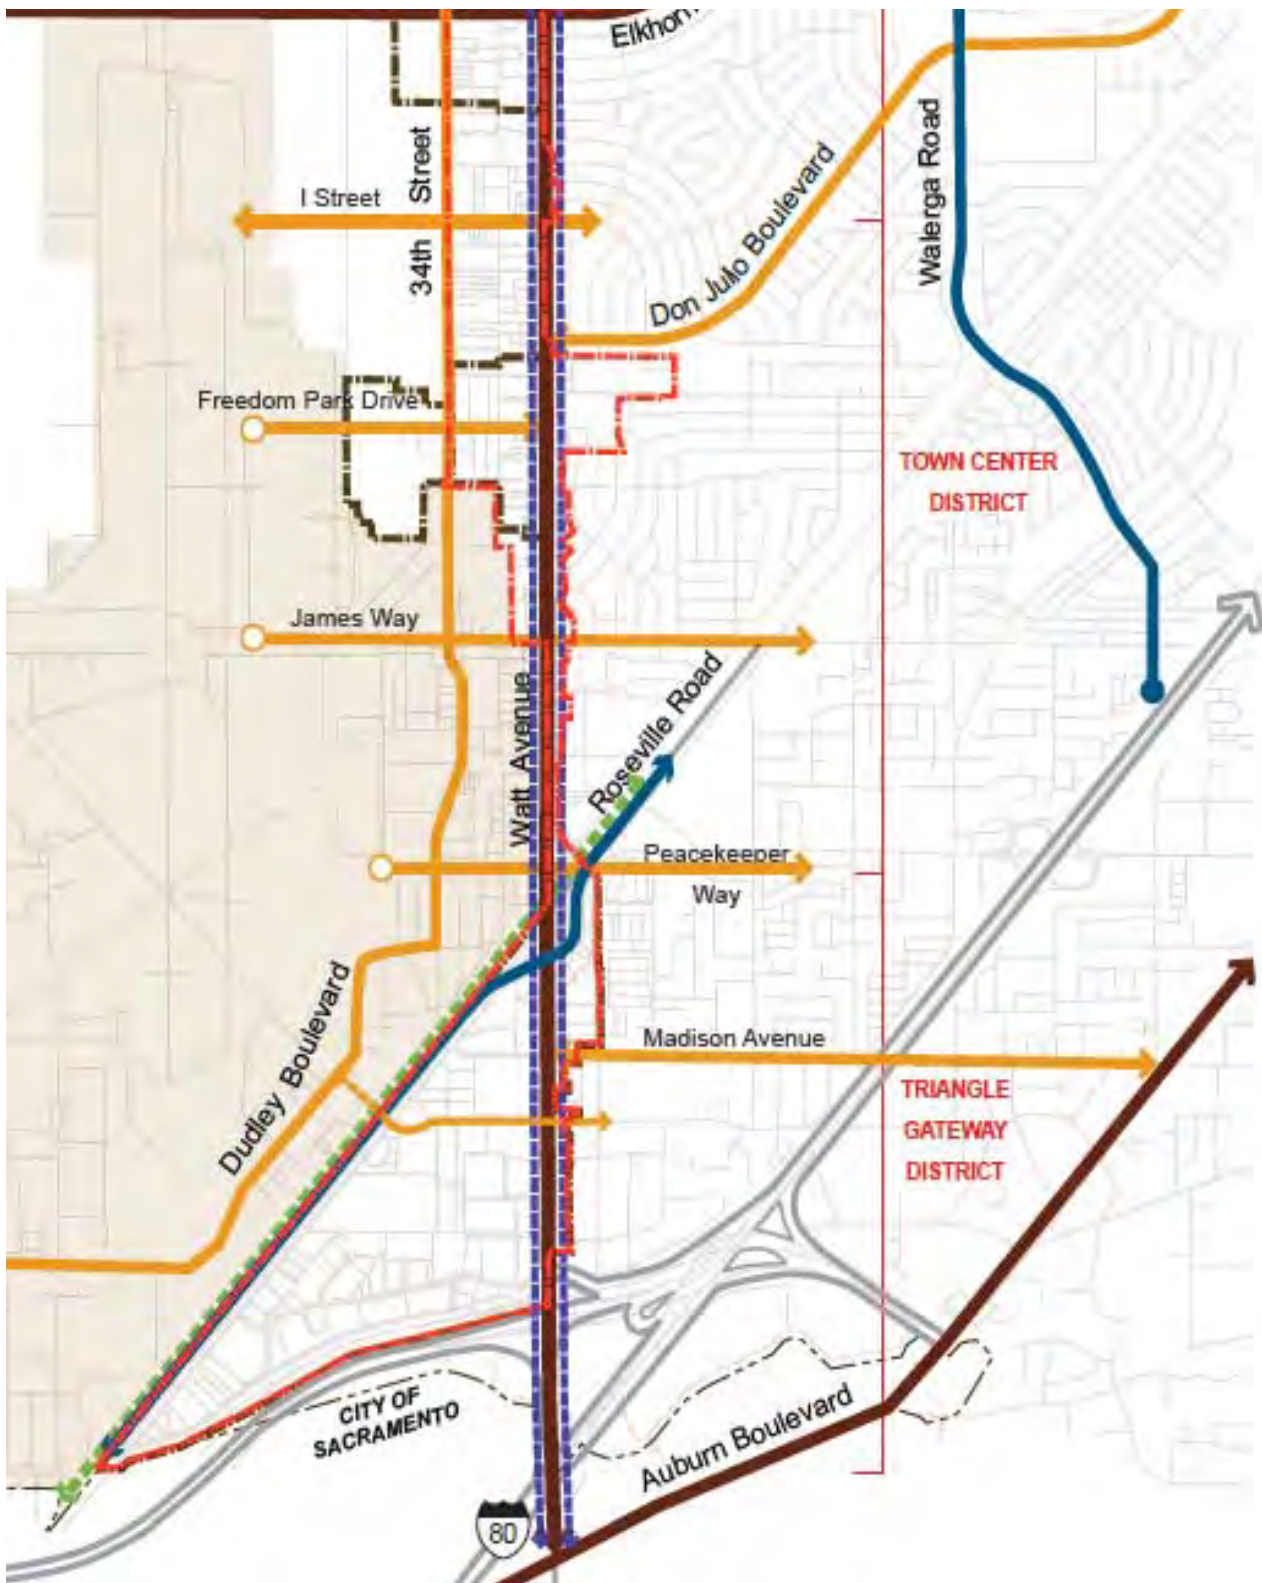 Elkhorn
34th Street
I Street
Walerga Road
Don Julio Boulevard
Freedom Park Drive
TOWN CENTER
DISTRICT
James Way
Watt Avenue
Roseville Road
Peacekeeper
Way
Dudley Boulevard
Madison Avenue
TRIANGLE
GATEWAY
DISTRICT
CITY OF
SACRAMENTO
Auburn Boulevard
80